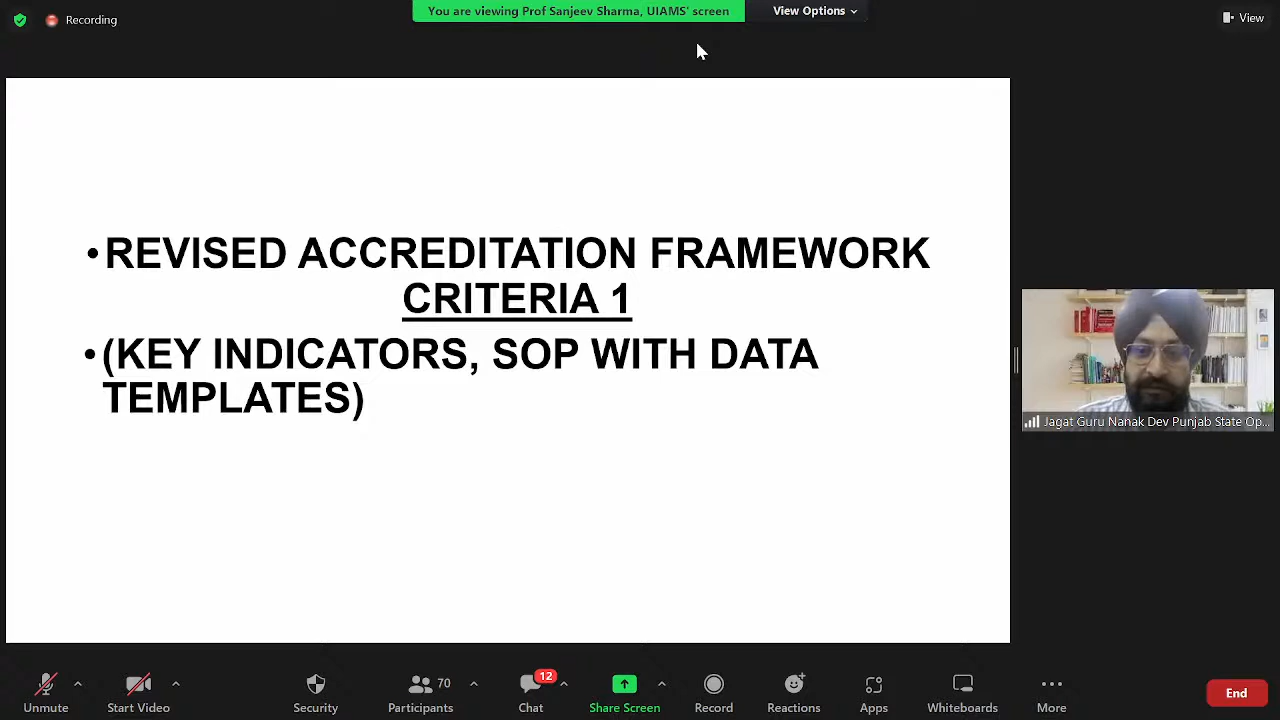 You are viewing Prof Sanjeev Sharma, UIAMS' screen
View Options
Recording
View
•REVISED ACCREDITATION FRAMEWORK
CRITERIA 1
•(KEY INDICATORS, SOP WITH DATA
TEMPLATES)
Jagat Guru Nanak Dev Punjab State Op...
Unmute
Start Video
Security
Participants
70
Chat
12
Share Screen
Record
Reactions
Apps
Whiteboards
More
End